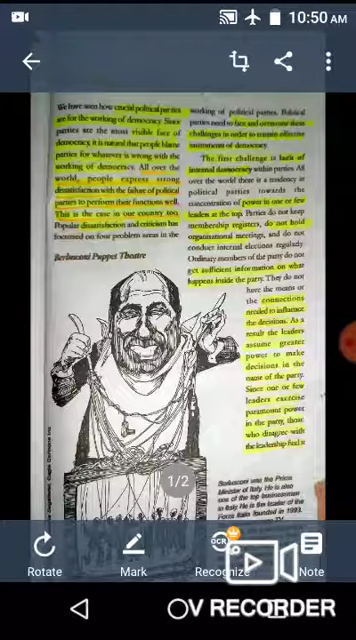 10:50 AM
We have seen how crucial political parties
are for the working of democracy. Since
parties are the most visible face of
democracy, it is natural that people blame
parties for whatever is wrong with the
working of democracy. All over the
world, people express strong
dissatisfaction with the failure of political
parties to perform their functions well.
This is the case in our country too.
Popular dissatisfaction and criticism has
focussed on four problem areas in the
Berlusconi Puppet Theatre
working of political parties. Political
parties need to face and overcome these
challenges in order to remain effective
instruments of democracy.
The first challenge is lack of
internal democracy within parties. All
over the world there is a tendency in
political parties towards the
concentration of power in one or few
leaders at the top. Parties do not keep
membership registers, do not hold
organisational meetings, and do not
conduct internal elections regularly.
Ordinary members of the party do not
get sufficient information on what
happens inside the party. They do not
have the means or
the connections
needed to influence
the decisions. As a
result the leaders
assume greater
power to make
decisions in the
name of the party.
Since one or few
leaders exercise
paramount power
in the party, those
who disagree with
the leadership find it
Berlusconi was the Prime
Minister of Italy. He is also
one of the top businessmen
in Italy. He is the leader of the
Forza Italia founded in 1993.
1/2
Rotate
Mark
OCR
Recognize
Note
V RECORDER